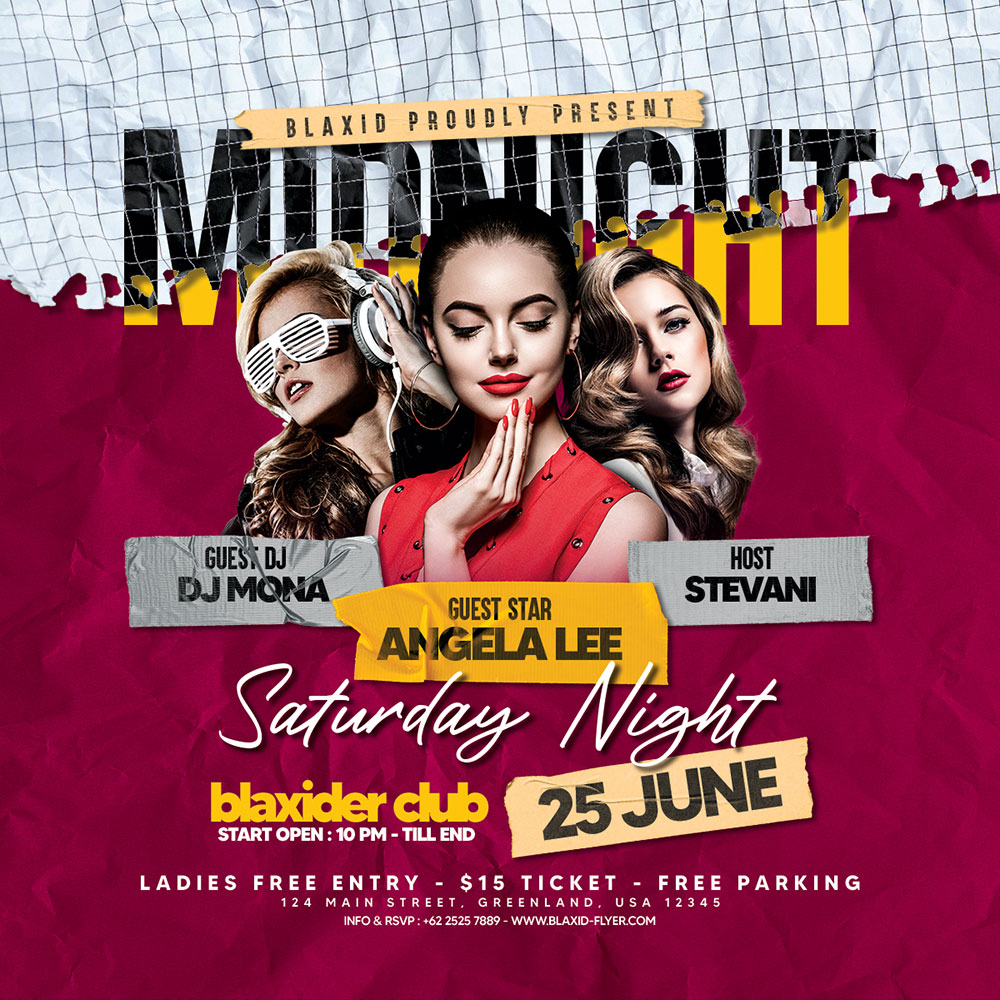 BLAXID PROUDLY PRESENT
MIDNIGHT
GUEST DJ
DJ MONA
HOST
STEVANI
GUEST STAR
ANGELA LEE
Saturday Night
25 JUNE
blaxider club
START OPEN : 10 PM - TILL END
LADIES FREE ENTRY - $15 TICKET - FREE PARKING
124 MAIN STREET, GREENLAND, USA 12345
INFO & RSVP : +62 2525 7889 - WWW.BLAXID-FLYER.COM